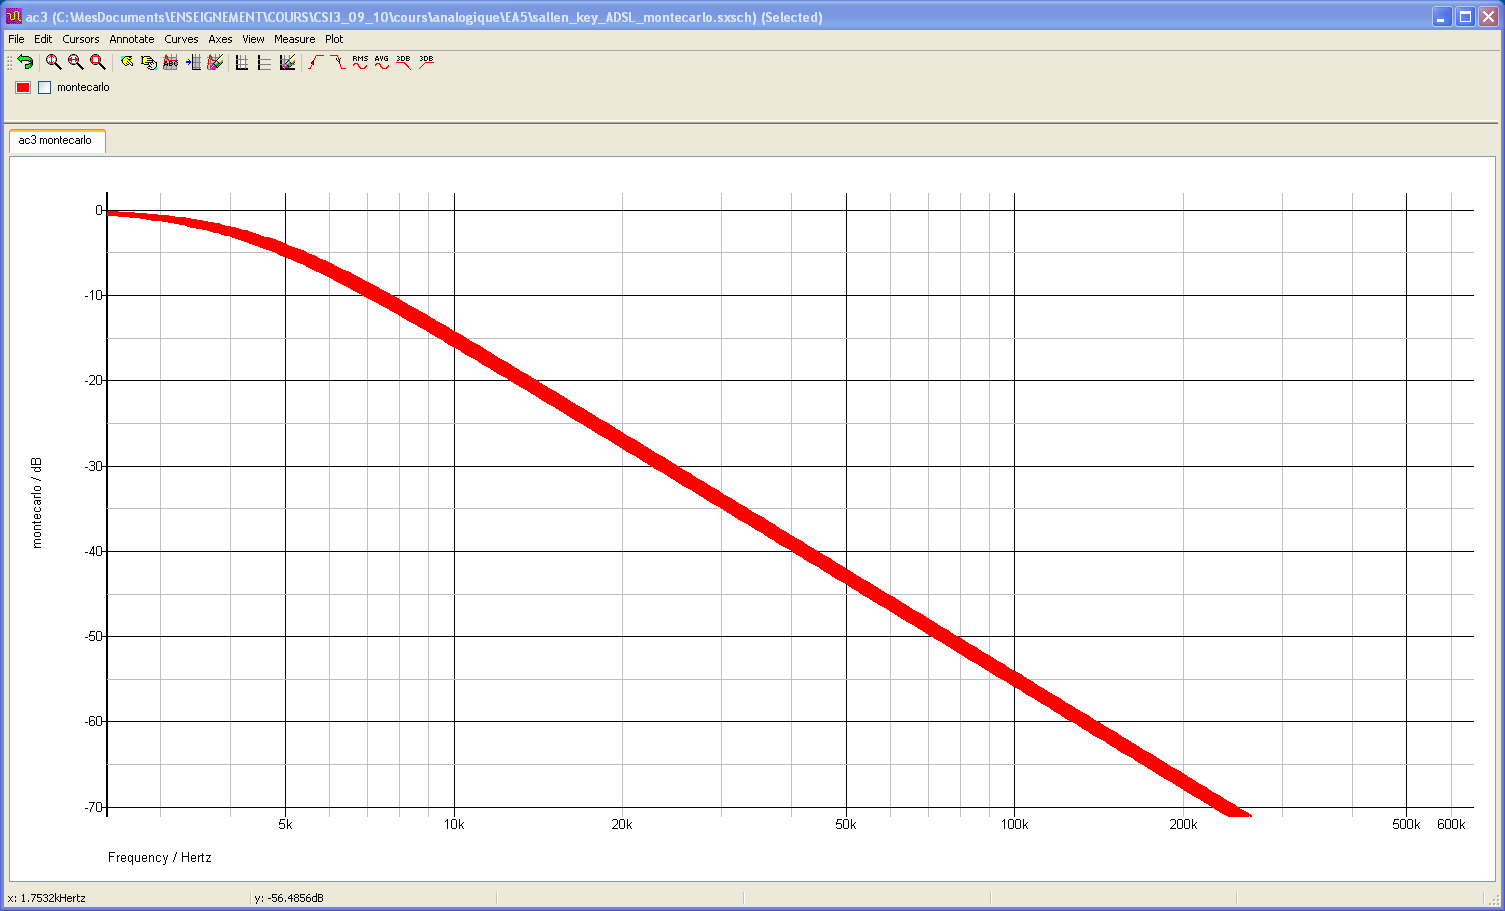 ac3 (C:\MesDocuments\ENSEIGNEMENT\COURS\CSI3_09_10\cours\analogique\EA5\sallen_key_ADSL_montecarlo.sxsch) (Selected)
File Edit Cursors Annotate Curves Axes View Measure Plot
ABC RMS AVG 3DB 3DB
montecarlo
ac3 montecarlo
0
-10
-20
-30
-40
-50
-60
-70
montecarlo / dB
5k 10k 20k 50k 100k 200k 500k 600k
Frequency / Hertz
x: 1.7532kHertz y: -56.4856dB